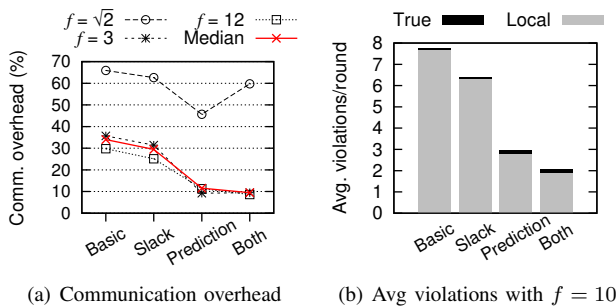 f = √2
f = 12
f = 3
Median
Comm. overhead (%)
70
60
50
40
30
20
10
0
Basic
Slack
Prediction
Both
(a) Communication overhead
True
Local
Avg. violations/round
8
7
6
5
4
3
2
1
0
Basic
Slack
Prediction
Both
(b) Avg violations with f = 10